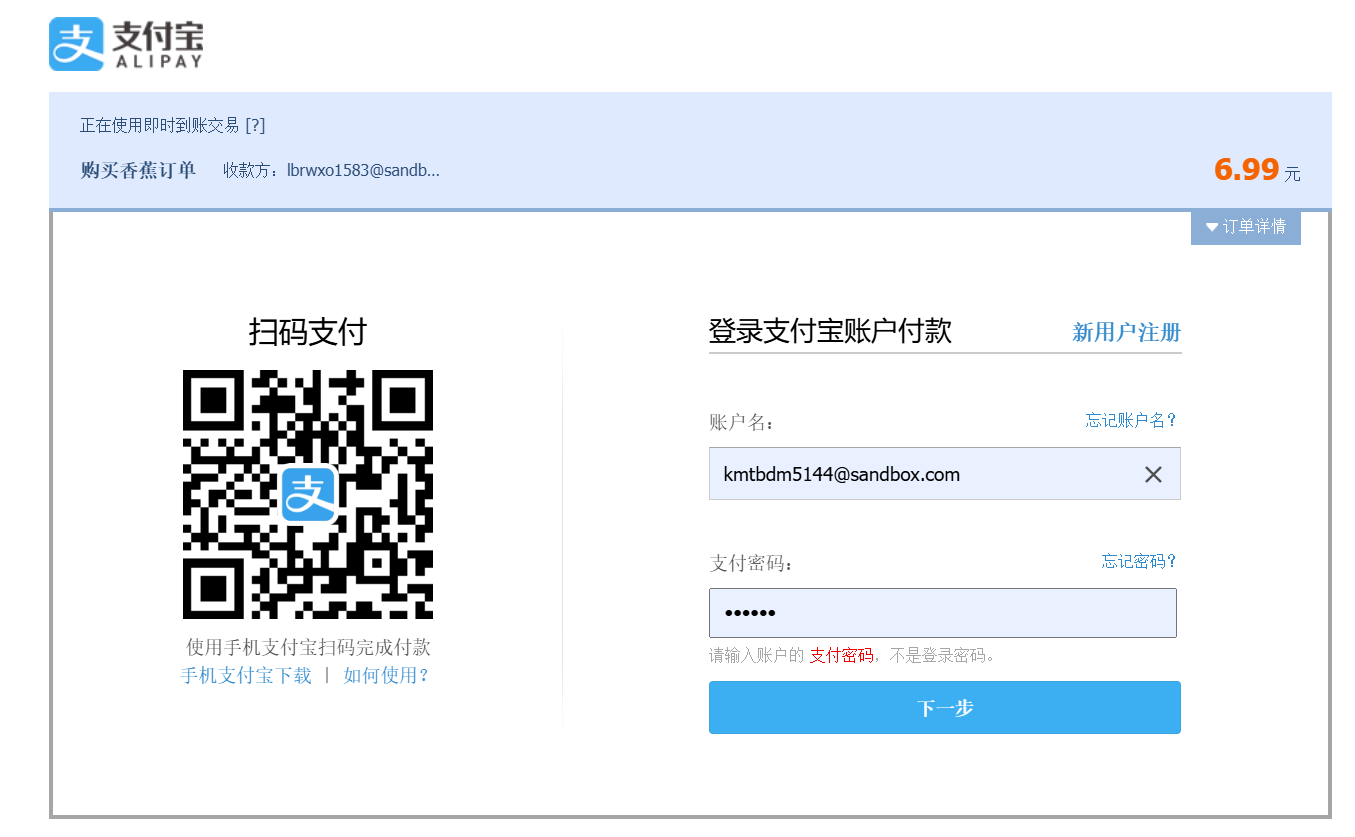 支付宝
ALIPAY
正在使用即时到账交易 [?]
购买香蕉订单 收款方：lbrwxo1583@sandb...
6.99 元
订单详情
扫码支付
使用手机支付宝扫码完成付款
手机支付宝下载 | 如何使用？
登录支付宝账户付款 新用户注册
账户名： 忘记账户名？
kmtbdm5144@sandbox.com
支付密码： 忘记密码？
••••••
请输入账户的 支付密码，不是登录密码。
下一步